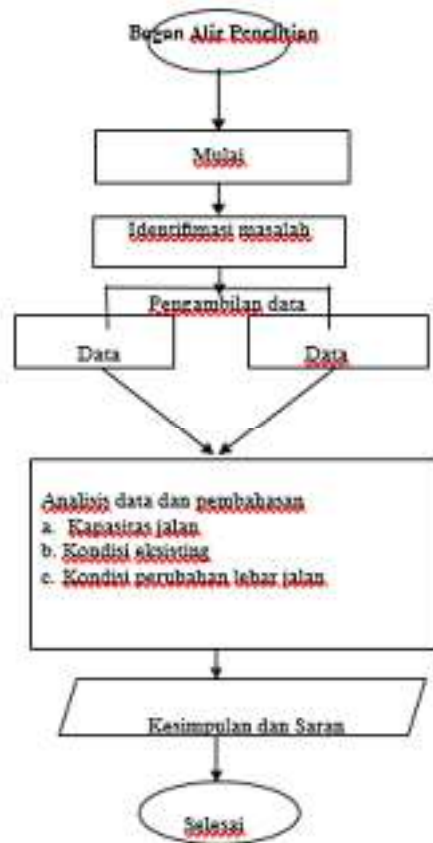 Bagan Alir Penelitian
Mulai
Identifimasi masalah
Pengambilan data
Data
Data
Analisis data dan pembahasan
a. Kapasitas jalan
b. Kondisi eksisting
c. Kondisi perubahan lebar jalan
Kesimpulan dan Saran
Selesai